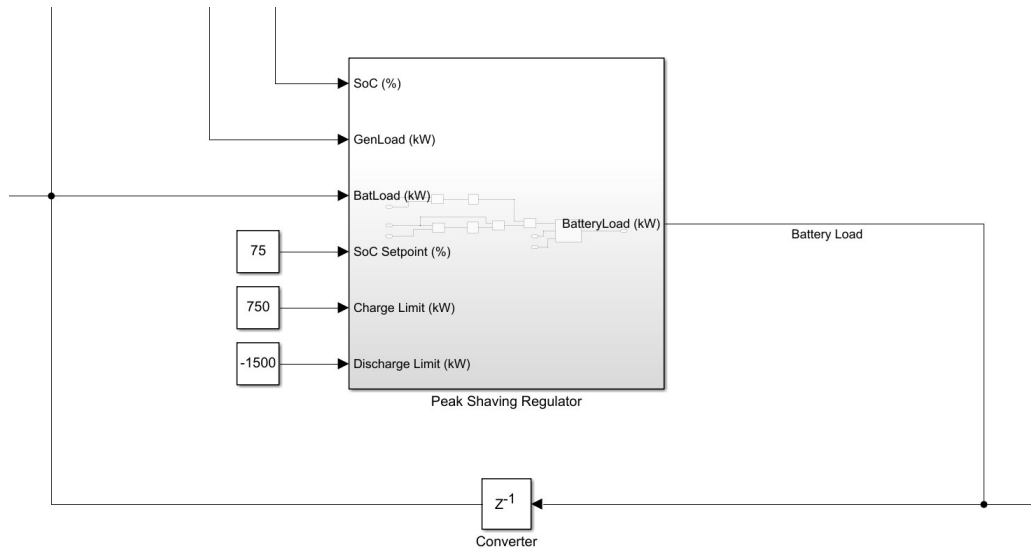 SoC (%)
GenLoad (kW)
BatLoad (kW)
BatteryLoad (kW)
Battery Load
75
SoC Setpoint (%)
750
Charge Limit (kW)
-1500
Discharge Limit (kW)
Peak Shaving Regulator
Z-1
Converter